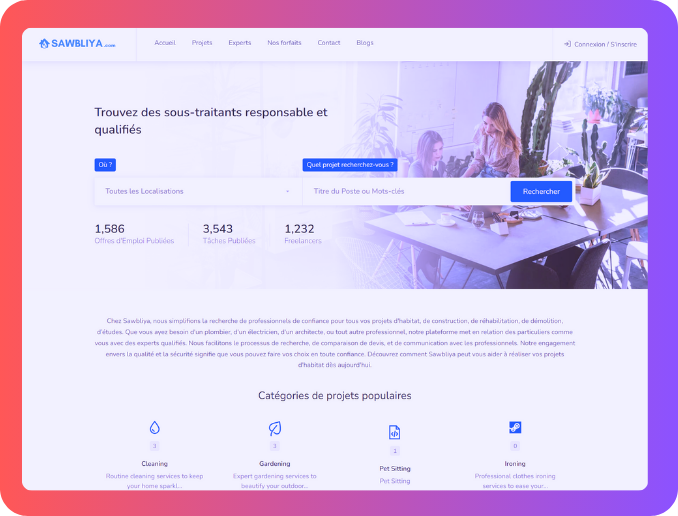 SAWBLIYA.com
Accueil Projets Experts Nos forfaits Contact Blogs
Connexion / S'inscrire
Trouvez des sous-traitants responsable et
qualifiés
Où ?
Quel projet recherchez-vous ?
Toutes les Localisations
Titre du Poste ou Mots-clés
Rechercher
1,586 3,543 1,232
Offres d'Emploi Publiées Tâches Publiées Freelancers
Chez Sawbliya, nous simplifions la recherche de professionnels de confiance pour tous vos projets d'habitat, de construction, de réhabilitation, de démolition,
d'études. Que vous ayez besoin d'un plombier, d'un électricien, d'un architecte, ou tout autre professionnel, notre plateforme met en relation des particuliers comme
vous avec des experts qualifiés. Nous facilitons le processus de recherche, de comparaison de devis, et de communication avec les professionnels. Notre engagement
envers la qualité et la sécurité signifie que vous pouvez faire vos choix en toute confiance. Découvrez comment Sawbliya peut vous aider à réaliser vos projets
d'habitat dès aujourd'hui.
Catégories de projets populaires
3
Cleaning
Routine cleaning services to keep
your home sparkl...
3
Gardening
Expert gardening services to
beautify your outdoor...
1
Pet Sitting
Pet Sitting
0
Ironing
Professional clothes ironing
services to ease your...